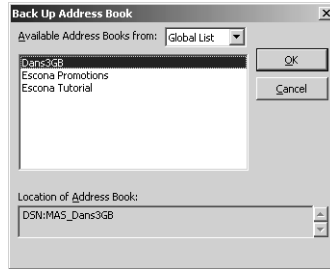 Back Up Address Book
Available Address Books from: Global List
Dans3GB
Escona Promotions
Escona Tutorial
OK
Cancel
Location of Address Book:
DSN:MAS_Dans3GB